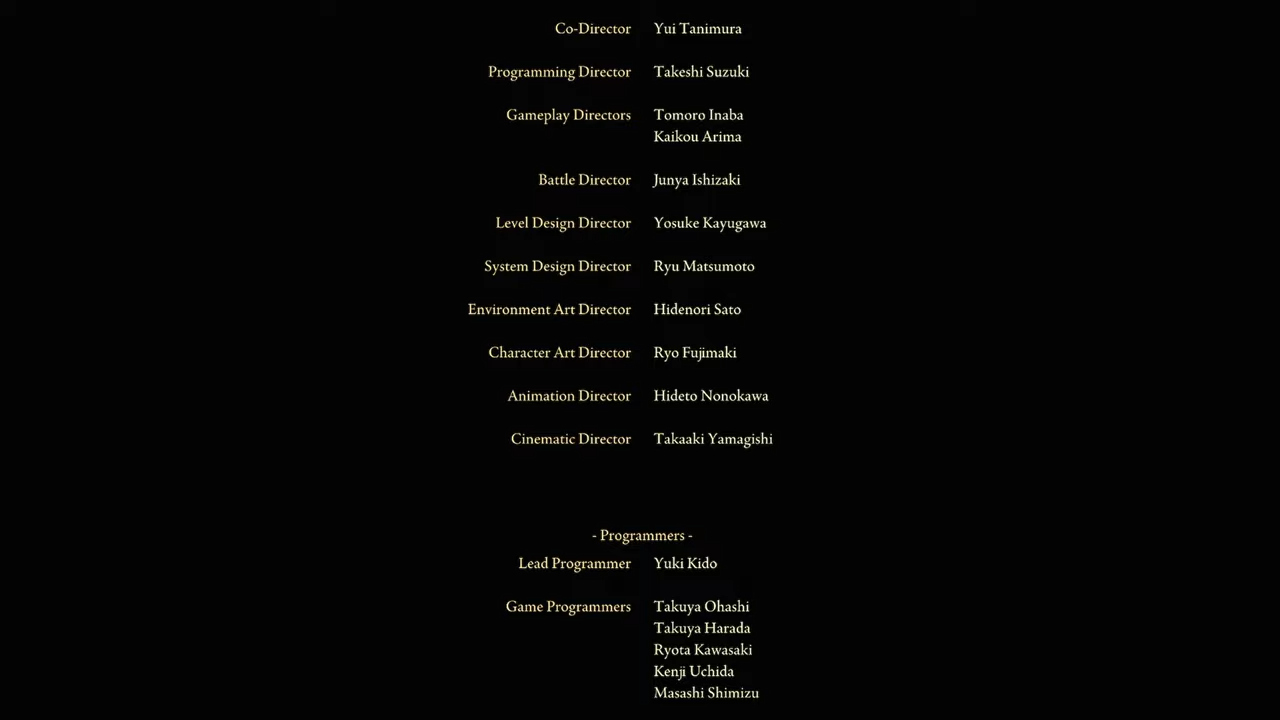 Co-Director Yui Tanimura
Programming Director Takeshi Suzuki
Gameplay Directors Tomoro Inaba
Kaikou Arima
Battle Director Junya Ishizaki
Level Design Director Yosuke Kayugawa
System Design Director Ryu Matsumoto
Environment Art Director Hidenori Sato
Character Art Director Ryo Fujimaki
Animation Director Hideto Nonokawa
Cinematic Director Takaaki Yamagishi
- Programmers -
Lead Programmer Yuki Kido
Game Programmers Takuya Ohashi
Takuya Harada
Ryota Kawasaki
Kenji Uchida
Masashi Shimizu